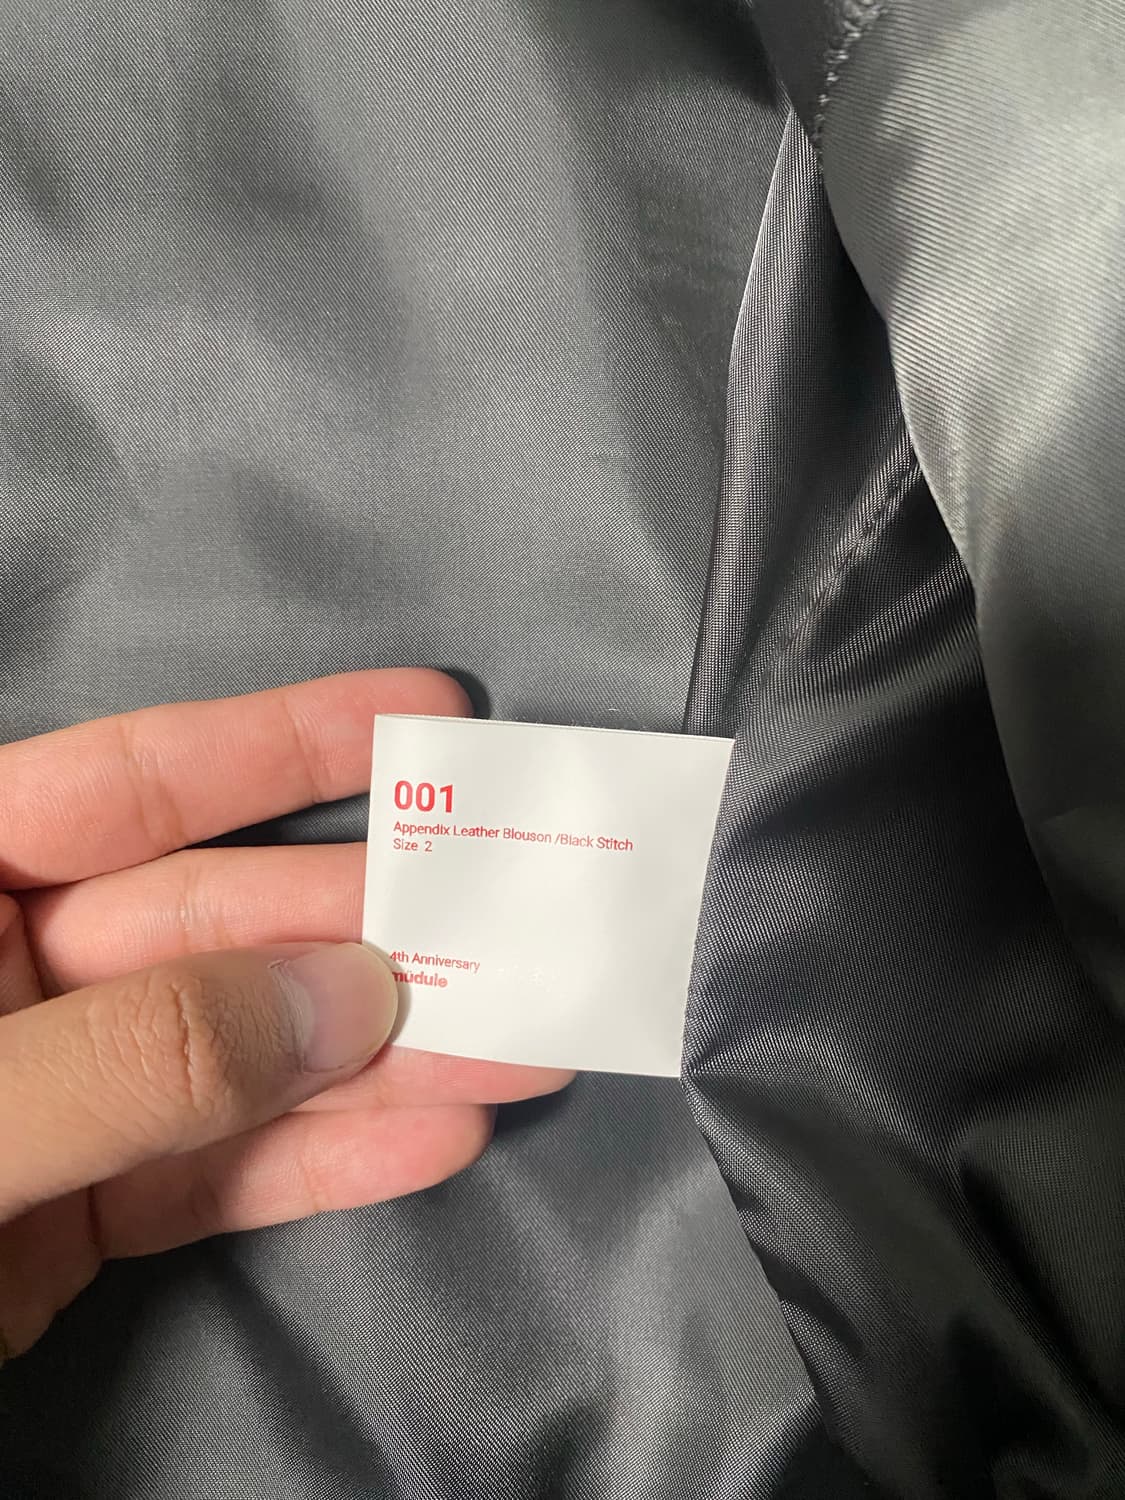 001
Appendix Leather Blouson /Black Stitch
Size 2
4th Anniversary
müdule